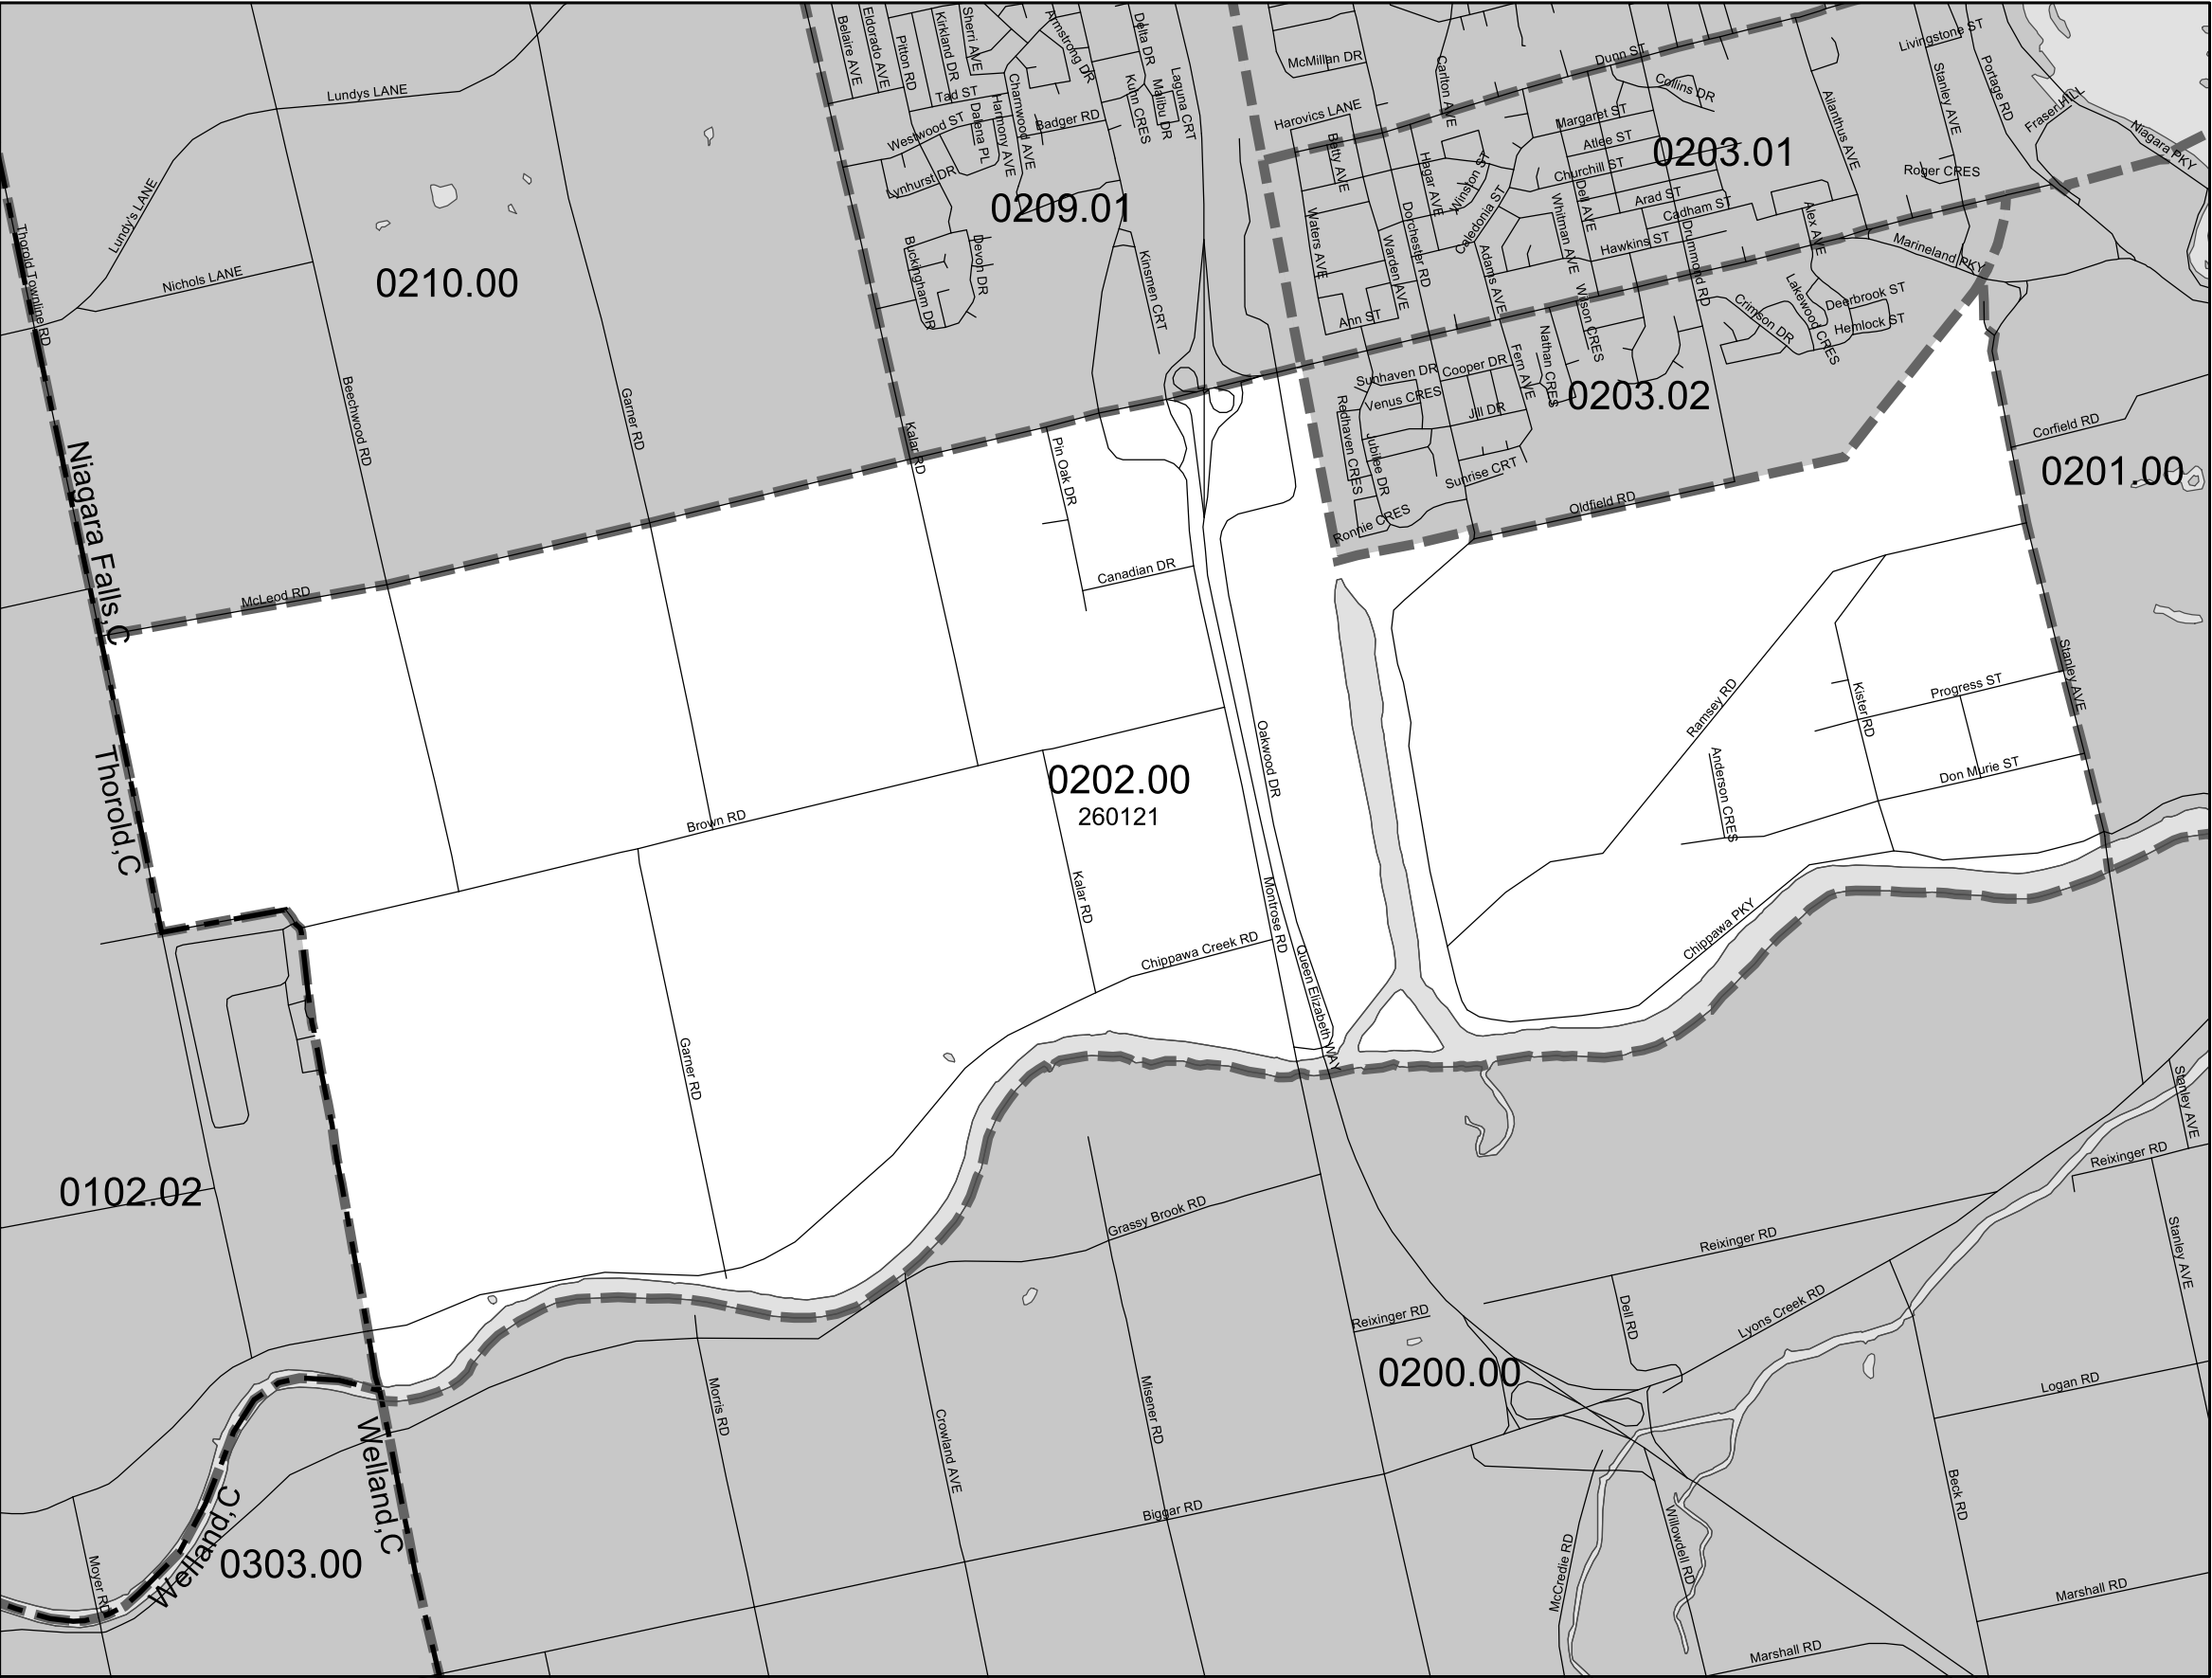 Belaire AVE
Eldorado AVE
Pitton RD
Kirkland DR
Sherri AVE
Armstrong DR
Delta DR
Laguna CRT
Malibu DR
Kuhn CRES
McMillan DR
Carlton AVE
Dunn ST
Collins DR
Livingstone ST
Portage RD
Stanley AVE
Ailanthus AVE
Fraser HILL
Niagara PKY
Lundys LANE
Tad ST
Westwood ST
Dalena PL
Harmony AVE
Charnwood AVE
Badger RD
Harovics LANE
Betty AVE
Margaret ST
Atlee ST
Churchill ST
0203.01
Roger CRES
Lynhurst DR
0209.01
Hagar AVE
Winston ST
Caledonia ST
Dell AVE
Arad ST
Cadham ST
Whitman AVE
Hawkins ST
Drummond RD
Alex AVE
Marineland PKY
Lundy's LANE
Nichols LANE
0210.00
Thorold Townline RD
Buckingham DR
Devon DR
Kinsmen CRT
Waters AVE
Warden AVE
Dorchester RD
Adams AVE
Wilson CRES
Ann ST
Crimson DR
Lakewood CRES
Deerbrook ST
Hemlock ST
Beechwood RD
Garner RD
Kalar RD
Sunhaven DR
Cooper DR
Venus CRES
Fern AVE
Nathan CRES
0203.02
Jill DR
Redhaven CRES
Jubilee DR
Sunrise CRT
Ronnie CRES
Oldfield RD
Corfield RD
0201.00
Pin Oak DR
Canadian DR
McLeod RD
Niagara Falls,C
Thorold,C
Stanley AVE
Progress ST
Kister RD
Ramsey RD
Anderson CRES
Don Murie ST
Oakwood DR
0202.00
260121
Brown RD
Kalar RD
Chippawa Creek RD
Montrose RD
Queen Elizabeth WAY
Chippawa PKY
Garner RD
0102.02
Grassy Brook RD
Reixinger RD
Reixinger RD
Stanley AVE
Reixinger RD
Stanley AVE
Dell RD
Lyons Creek RD
0200.00
Logan RD
Morris RD
Crowland AVE
Misener RD
Biggar RD
Beck RD
Welland,C
Welland,C
0303.00
Moyer RD
McCredie RD
Willowdell RD
Marshall RD
Marshall RD